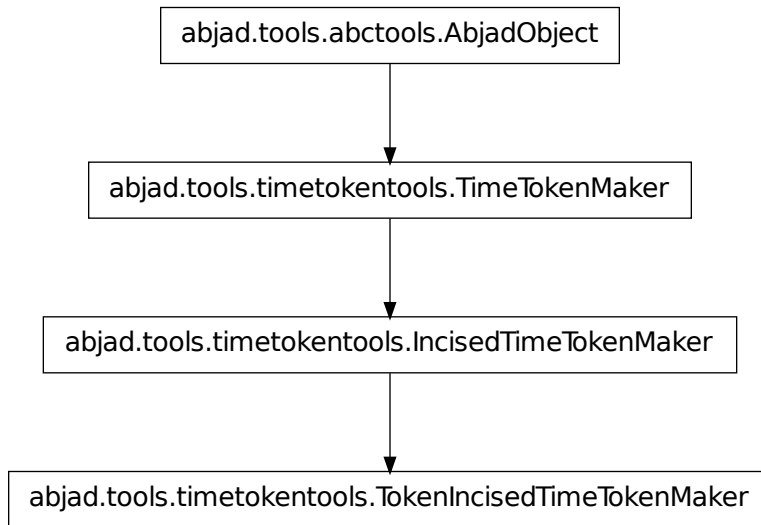 abjad.tools.abctools.AbjadObject
abjad.tools.timetokentools.TimeTokenMaker
abjad.tools.timetokentools.IncisedTimeTokenMaker
abjad.tools.timetokentools.TokenIncisedTimeTokenMaker